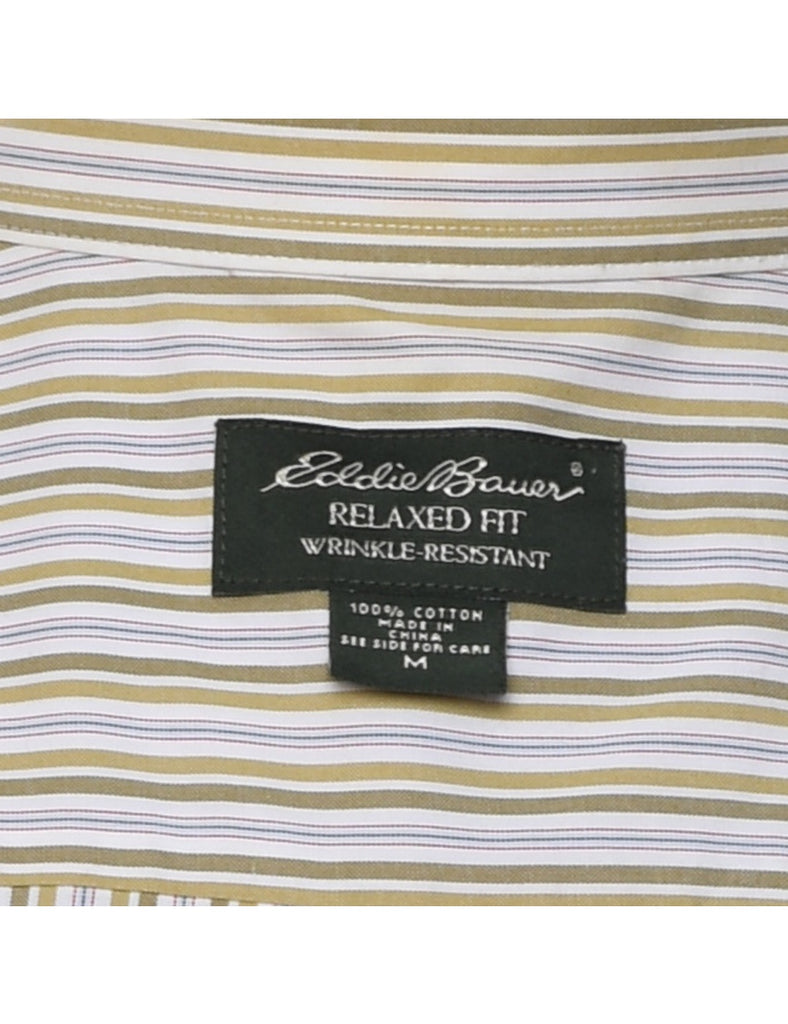 Eddie Bauer®
RELAXED FIT
WRINKLE-RESISTANT
100% COTTON
MADE IN
CHINA
SEE SIDE FOR CARE
M